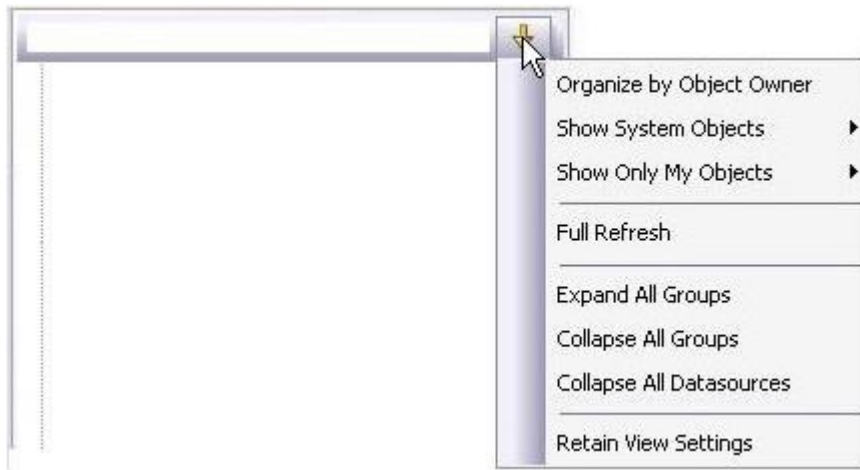 Organize by Object Owner
Show System Objects
Show Only My Objects
Full Refresh
Expand All Groups
Collapse All Groups
Collapse All Datasources
Retain View Settings